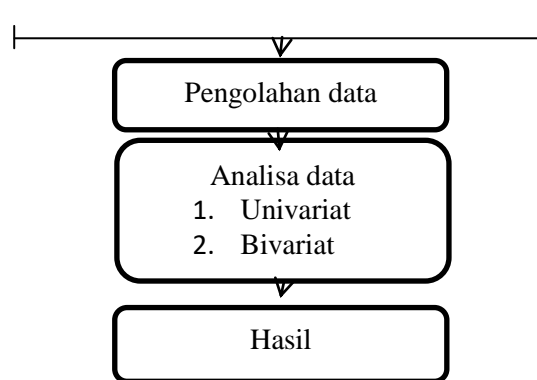 Pengolahan data
Analisa data
1. Univariat
2. Bivariat
Hasil